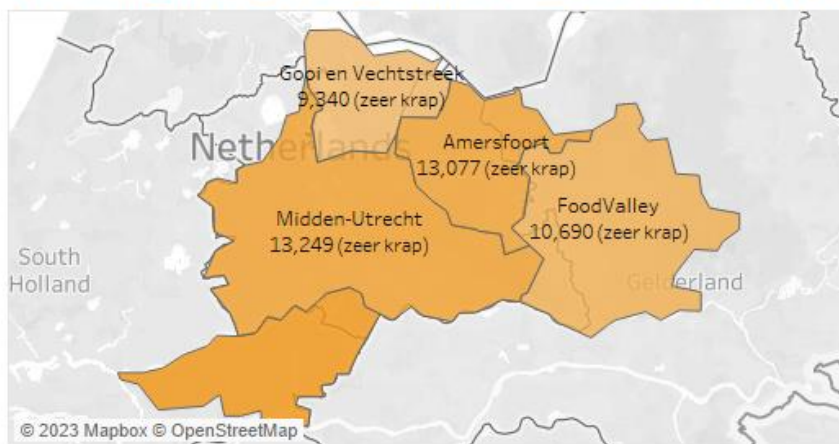 Gooi en Vechtstreek
9,340 (zeer krap)
Netherlands
Amersfoort
13,077 (zeer krap)
FoodValley
10,690 (zeer krap)
Midden-Utrecht
13,249 (zeer krap)
South
Holland
Gelderland
© 2023 Mapbox © OpenStreetMap